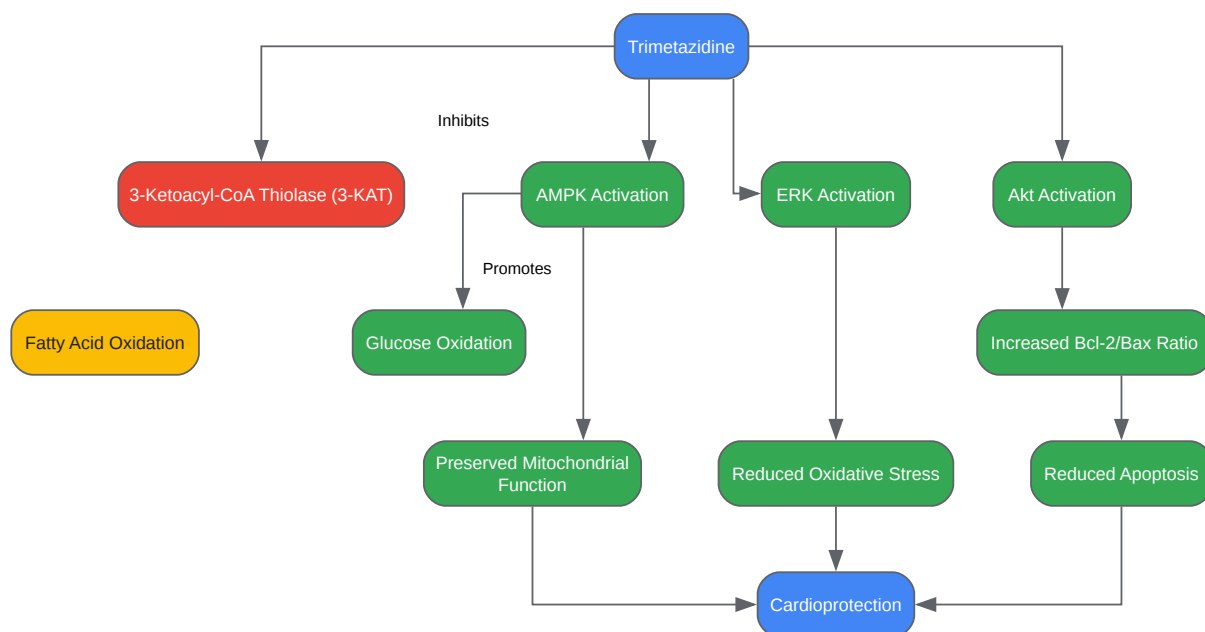 Trimetazidine
Inhibits
3-Ketoacyl-CoA Thiolase (3-KAT)
AMPK Activation
ERK Activation
Akt Activation
Promotes
Fatty Acid Oxidation
Glucose Oxidation
Increased Bcl-2/Bax Ratio
Preserved Mitochondrial
Function
Reduced Oxidative Stress
Reduced Apoptosis
Cardioprotection